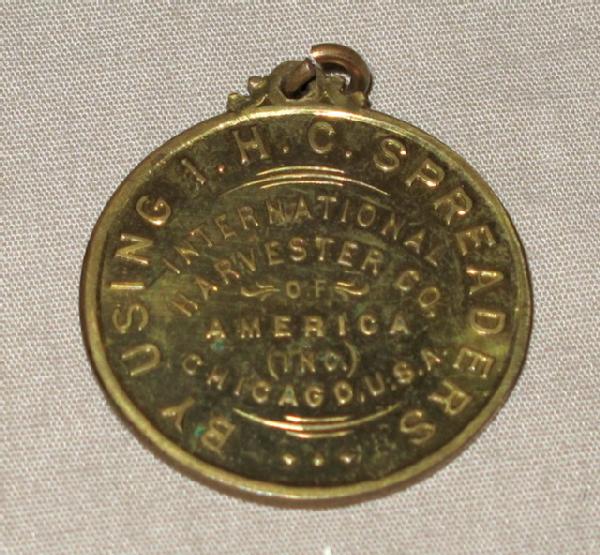 BY USING I.H.C. SPREADERS
INTERNATIONAL
HARVESTER CO.
OF
AMERICA
(INC.)
CHICAGO, U.S.A.